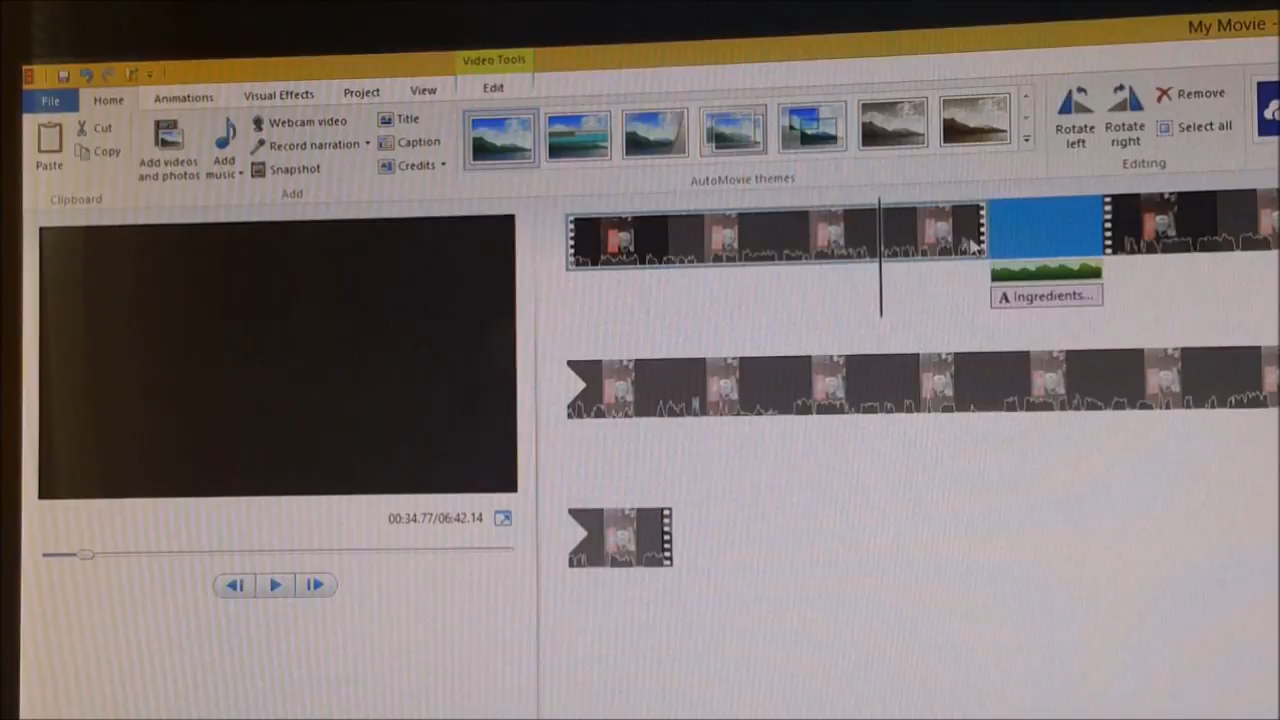 My Movie -
Video Tools
File Home Animations Visual Effects Project View Edit
Paste
Cut
Copy
Clipboard
Add videos
and photos
Add
music
Webcam video
Record narration
Snapshot
Title
Caption
Credits
Add
AutoMovie themes
Rotate
left
Rotate
right
Remove
Select all
Editing
A Ingredients...
00:34.77/06:42.14